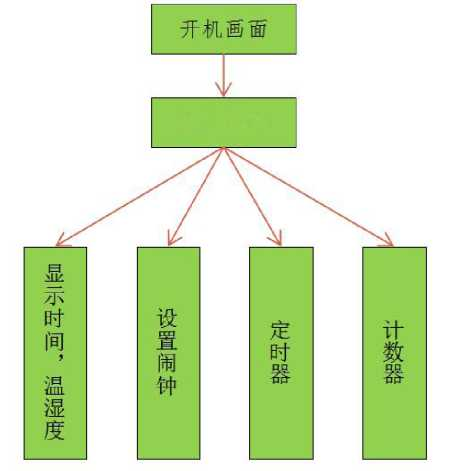 开机画面
显示时间，温湿度
设置闹钟
定时器
计数器